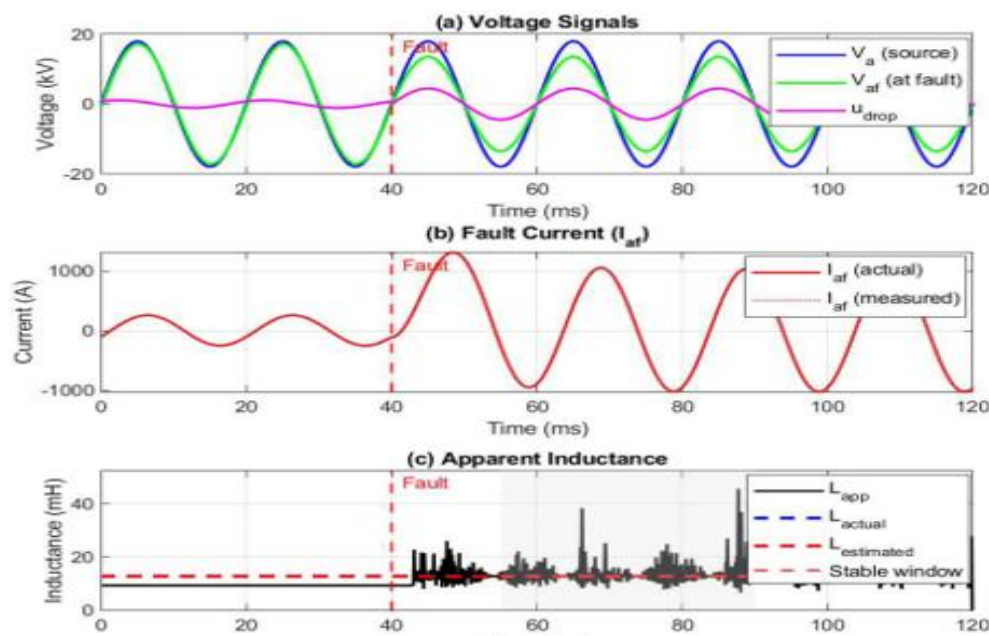 (a) Voltage Signals
20
0
-20
Voltage (kV)
Fault
V_a (source)
V_af (at fault)
u_drop
0 20 40 60 80 100 120
Time (ms)
(b) Fault Current (I_af)
1000
0
-1000
Current (A)
Fault
I_af (actual)
I_af (measured)
0 20 40 60 80 100 120
Time (ms)
(c) Apparent Inductance
40
20
0
Inductance (mH)
Fault
L_app
L_actual
L_estimated
Stable window
0 20 40 60 80 100 120